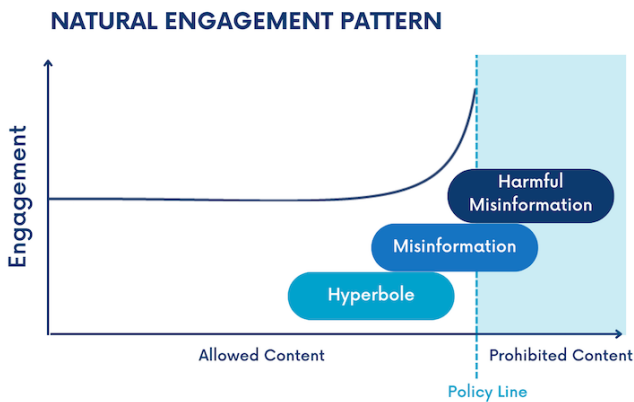 NATURAL ENGAGEMENT PATTERN
Engagement
Harmful
Misinformation
Misinformation
Hyperbole
Allowed Content
Prohibited Content
Policy Line